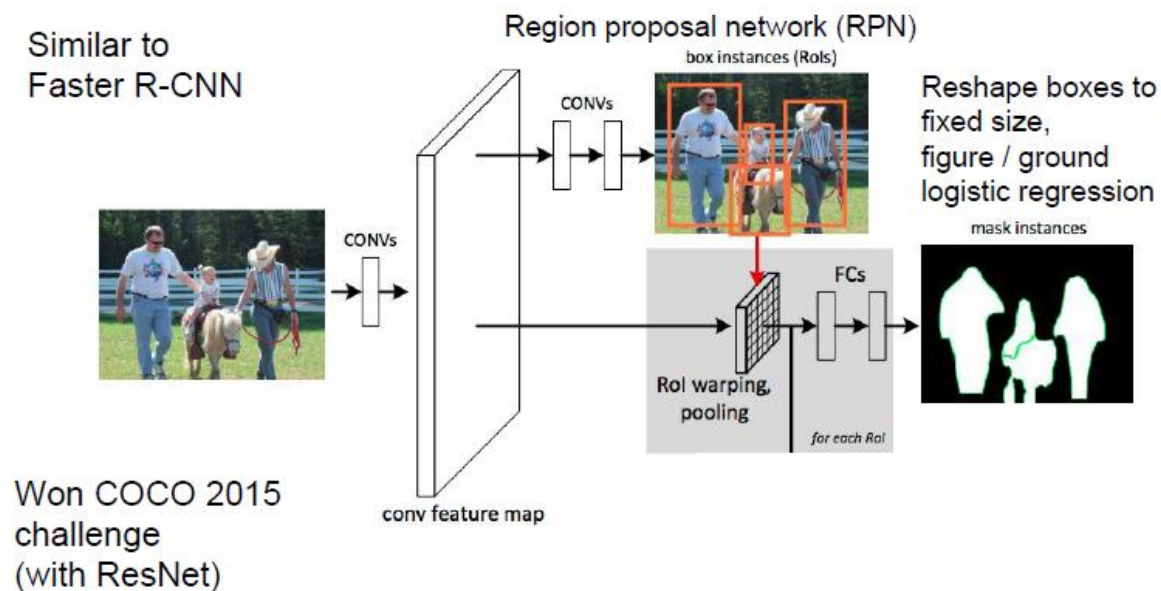 Similar to
Faster R-CNN
Region proposal network (RPN)
box instances (RoIs)
CONVs
Reshape boxes to
fixed size,
figure / ground
logistic regression
mask instances
CONVs
FCs
RoI warping,
pooling
for each RoI
conv feature map
Won COCO 2015
challenge
(with ResNet)